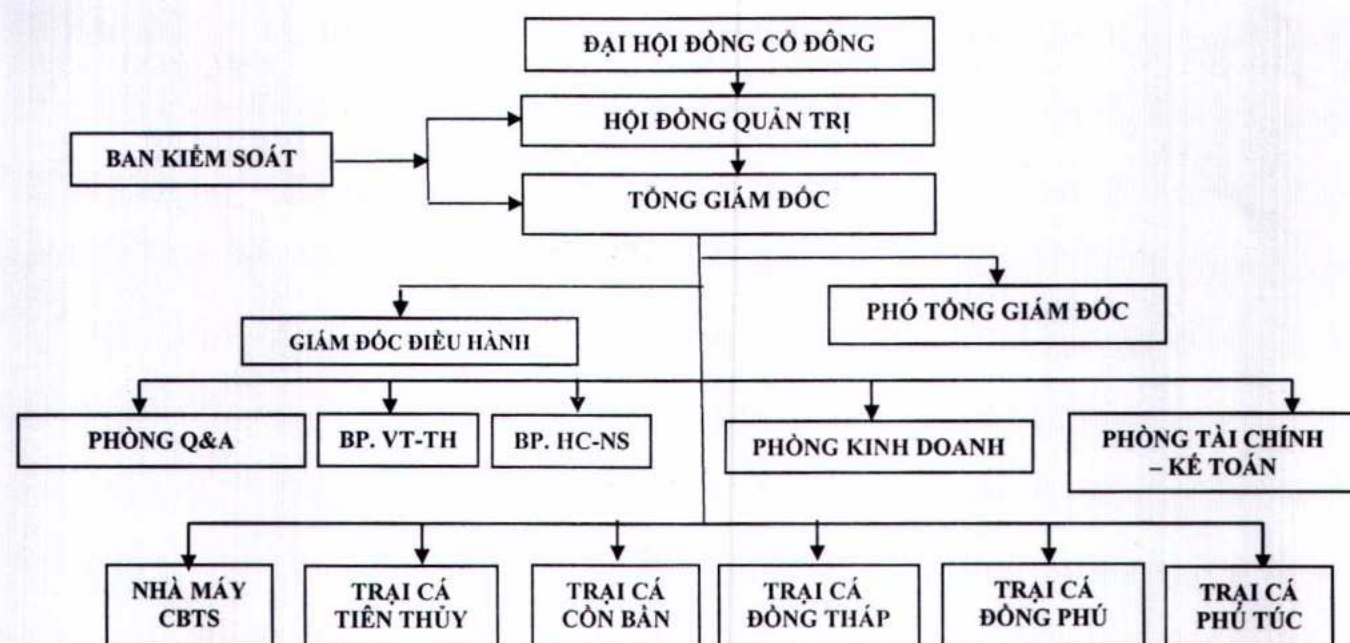 ĐẠI HỘI ĐỒNG CỔ ĐÔNG
HỘI ĐỒNG QUẢN TRỊ
BAN KIỂM SOÁT
TỔNG GIÁM ĐỐC
PHÓ TỔNG GIÁM ĐỐC
GIÁM ĐỐC ĐIỀU HÀNH
PHÒNG Q&A
BP. VT-TH
BP. HC-NS
PHÒNG KINH DOANH
PHÒNG TÀI CHÍNH
– KẾ TOÁN
NHÀ MÁY
CBTS
TRẠI CÁ
TIÊN THỦY
TRẠI CÁ
CỒN BẦN
TRẠI CÁ
ĐỒNG THÁP
TRẠI CÁ
ĐỒNG PHÚ
TRẠI CÁ
PHÚ TÚC